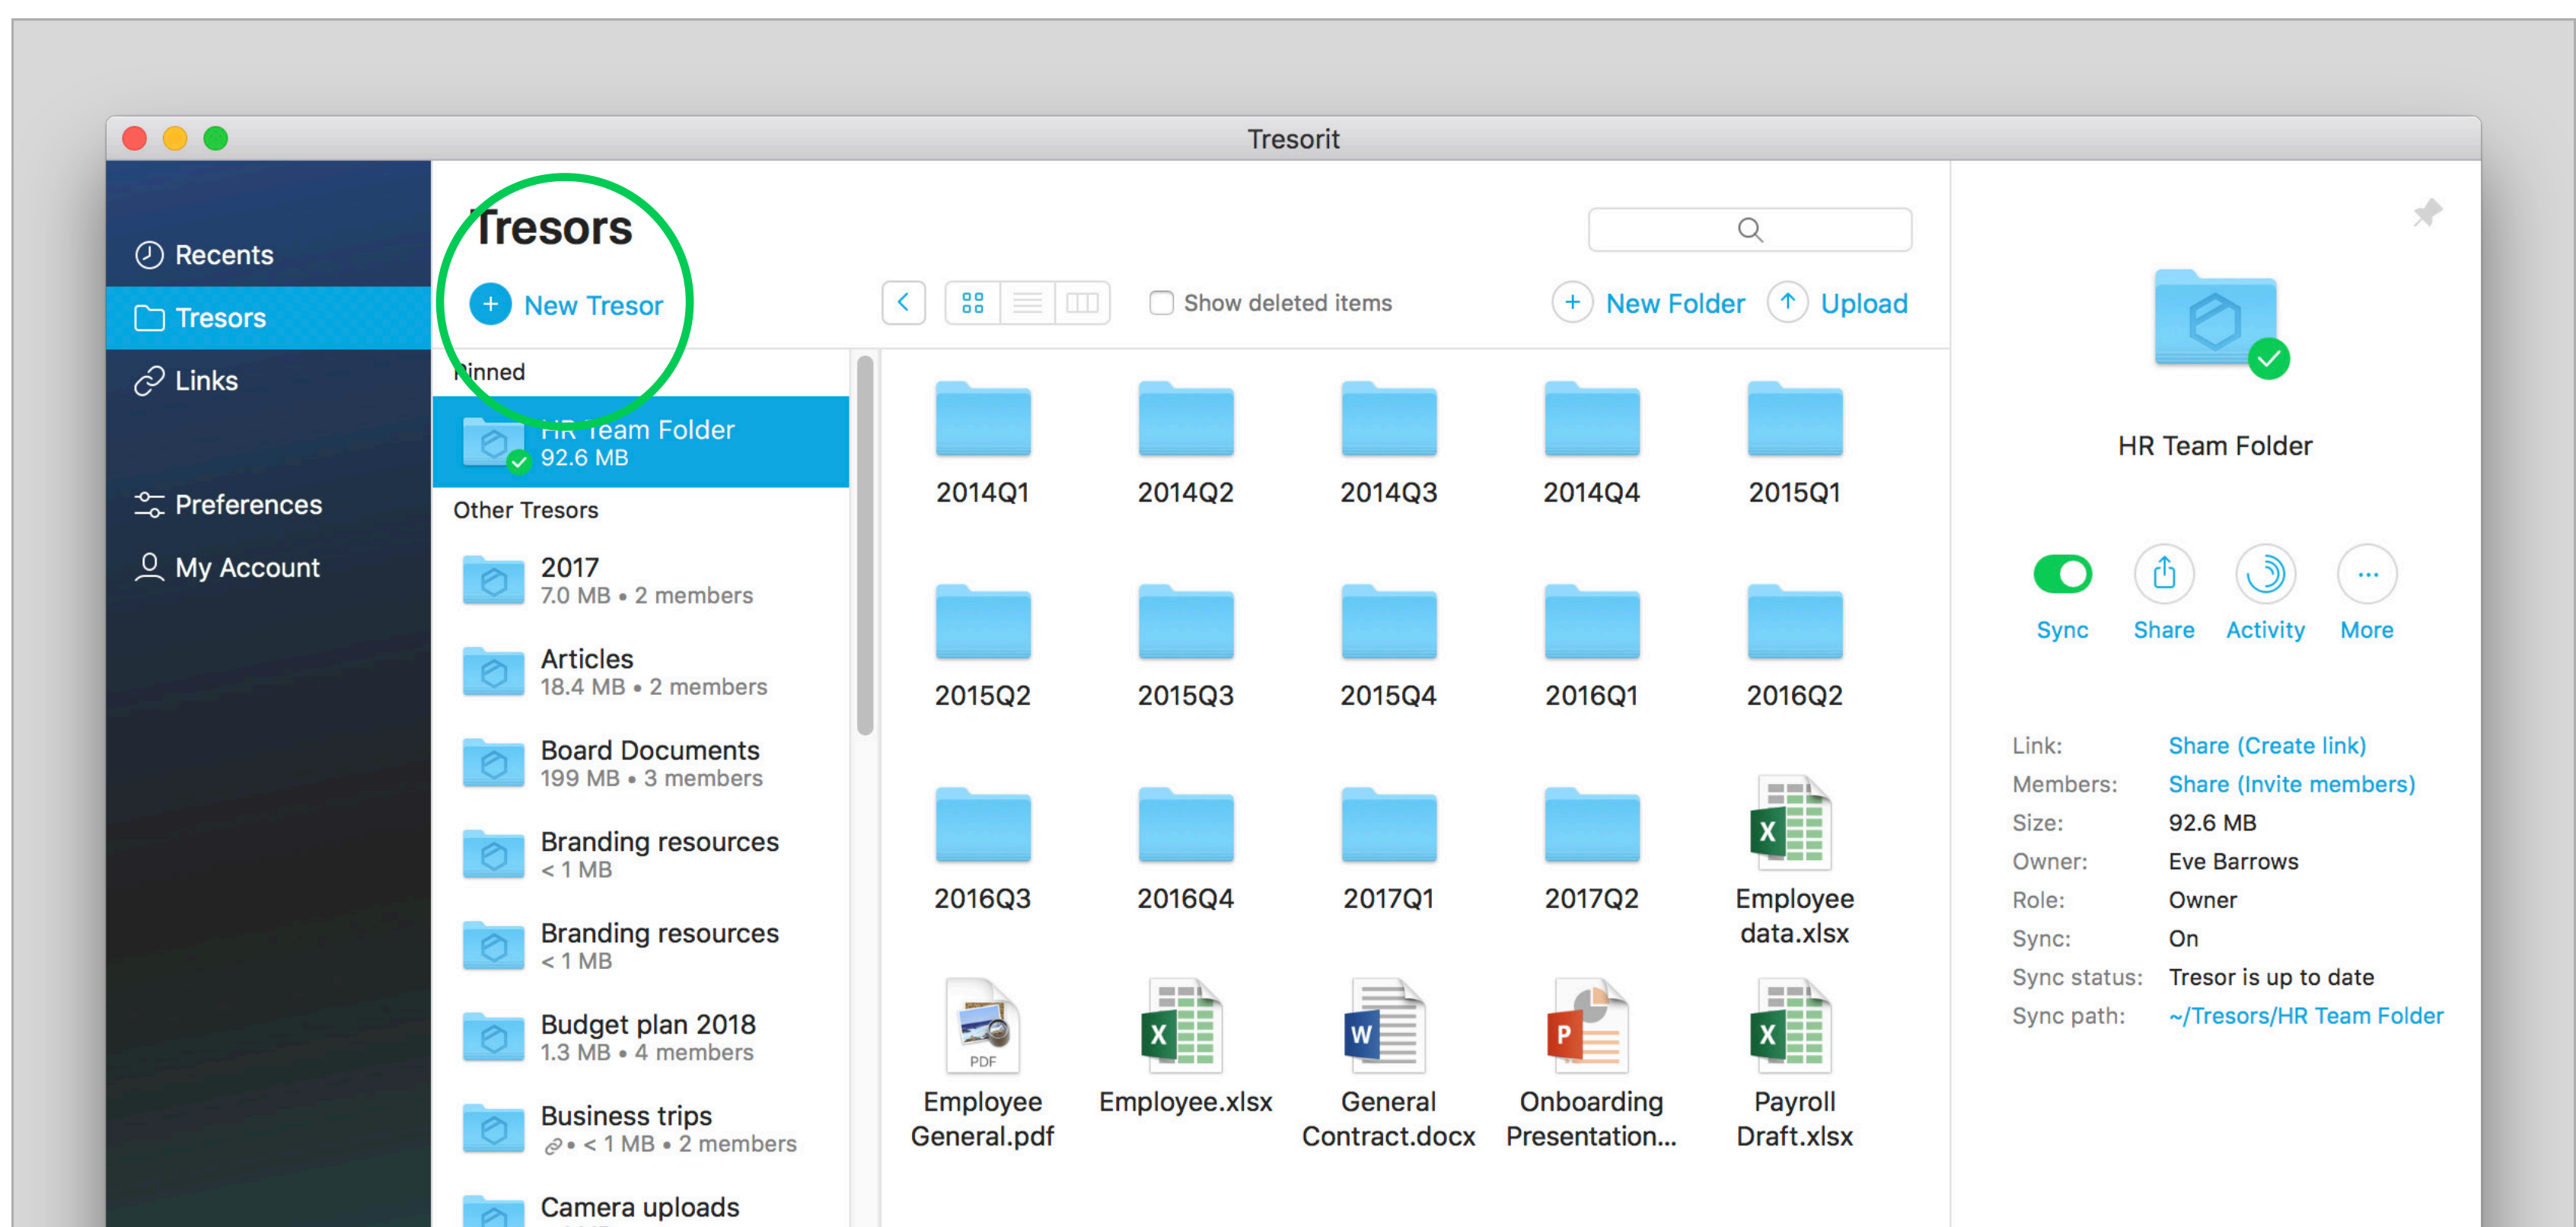 Tresorit
Recents
Tresors
Links
Preferences
My Account
Tresors
New Tresor
Show deleted items
New Folder
Upload
Pinned
HR Team Folder
92.6 MB
Other Tresors
2017
7.0 MB • 2 members
Articles
18.4 MB • 2 members
Board Documents
199 MB • 3 members
Branding resources
< 1 MB
Branding resources
< 1 MB
Budget plan 2018
1.3 MB • 4 members
Business trips
• < 1 MB • 2 members
Camera uploads
2014Q1
2014Q2
2014Q3
2014Q4
2015Q1
2015Q2
2015Q3
2015Q4
2016Q1
2016Q2
2016Q3
2016Q4
2017Q1
2017Q2
X
Employee
data.xlsx
PDF
Employee
General.pdf
X
Employee.xlsx
W
General
Contract.docx
P
Onboarding
Presentation...
X
Payroll
Draft.xlsx
HR Team Folder
Sync
Share
Activity
More
Link: Share (Create link)
Members: Share (Invite members)
Size: 92.6 MB
Owner: Eve Barrows
Role: Owner
Sync: On
Sync status: Tresor is up to date
Sync path: ~/Tresors/HR Team Folder